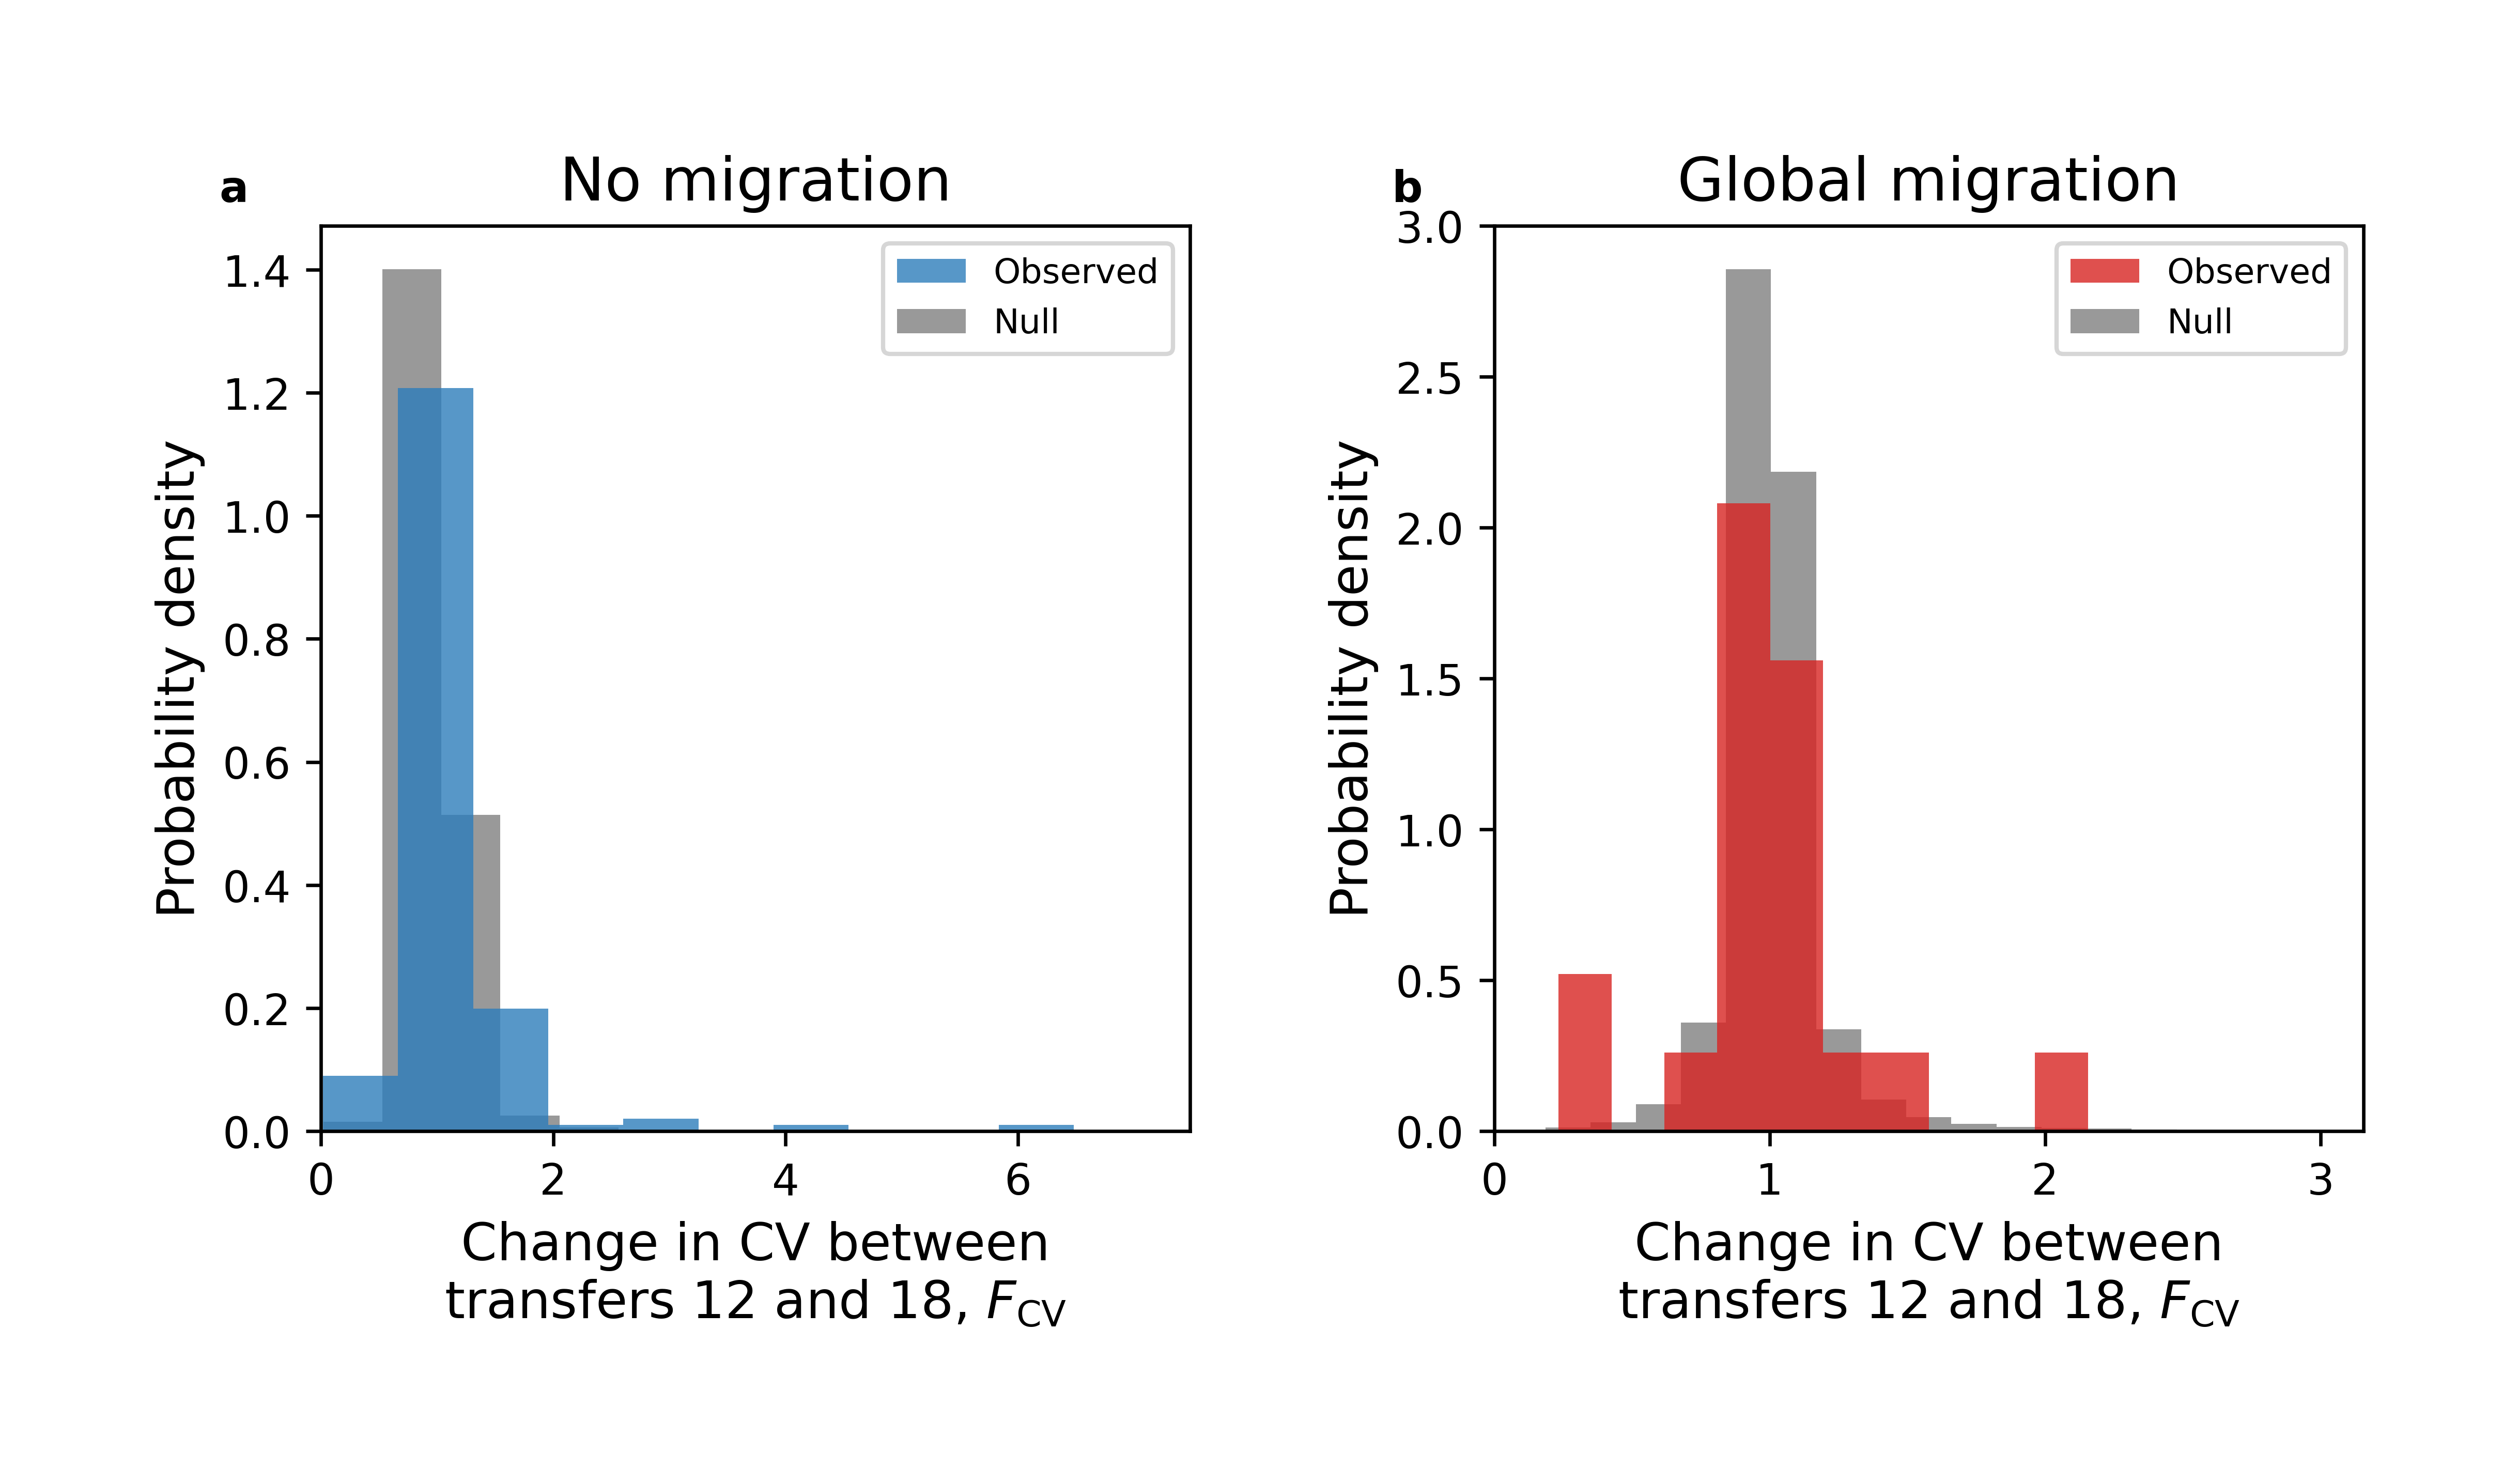 a
No migration
Observed
Null
Probability density
1.4
1.2
1.0
0.8
0.6
0.4
0.2
0.0
0 2 4 6
Change in CV between
transfers 12 and 18, F_CV
b
Global migration
Observed
Null
Probability density
3.0
2.5
2.0
1.5
1.0
0.5
0.0
0 1 2 3
Change in CV between
transfers 12 and 18, F_CV